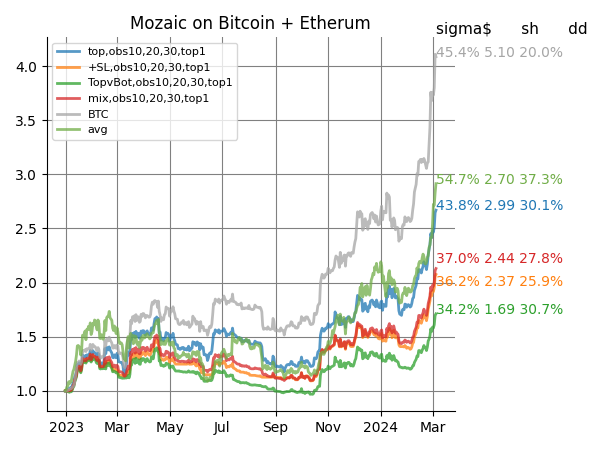 Mozaic on Bitcoin + Etherum
sigma$ sh dd
top,obs10,20,30,top1
+SL,obs10,20,30,top1
TopvBot,obs10,20,30,top1
mix,obs10,20,30,top1
BTC
avg
45.4% 5.10 20.0%
54.7% 2.70 37.3%
43.8% 2.99 30.1%
37.0% 2.44 27.8%
36.2% 2.37 25.9%
34.2% 1.69 30.7%
4.0
3.5
3.0
2.5
2.0
1.5
1.0
2023 Mar May Jul Sep Nov 2024 Mar